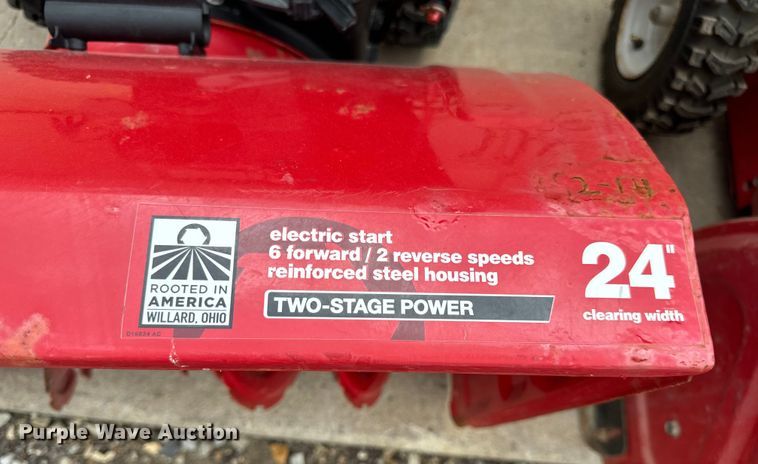 ROOTED IN
AMERICA
WILLARD, OHIO
electric start
6 forward / 2 reverse speeds
reinforced steel housing
TWO-STAGE POWER
24"
clearing width
Purple Wave Auction